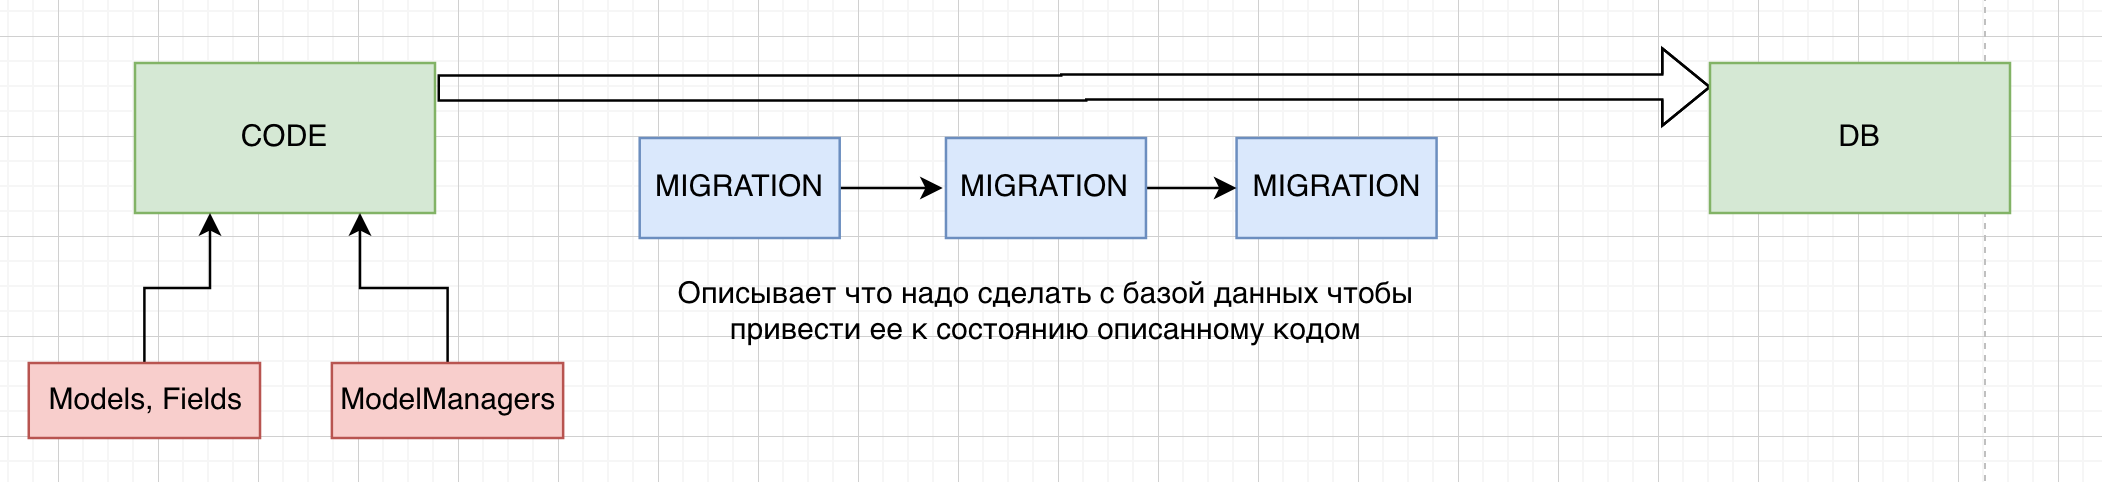 CODE
DB
MIGRATION
MIGRATION
MIGRATION
Описывает что надо сделать с базой данных чтобы
привести ее к состоянию описанному кодом
Models, Fields
ModelManagers